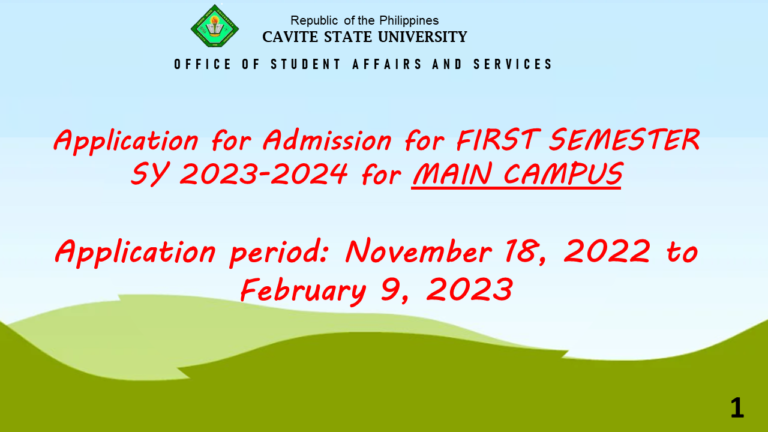 Republic of the Philippines
CAVITE STATE UNIVERSITY
OFFICE OF STUDENT AFFAIRS AND SERVICES
Application for Admission for FIRST SEMESTER
SY 2023-2024 for MAIN CAMPUS
Application period: November 18, 2022 to
February 9, 2023
1